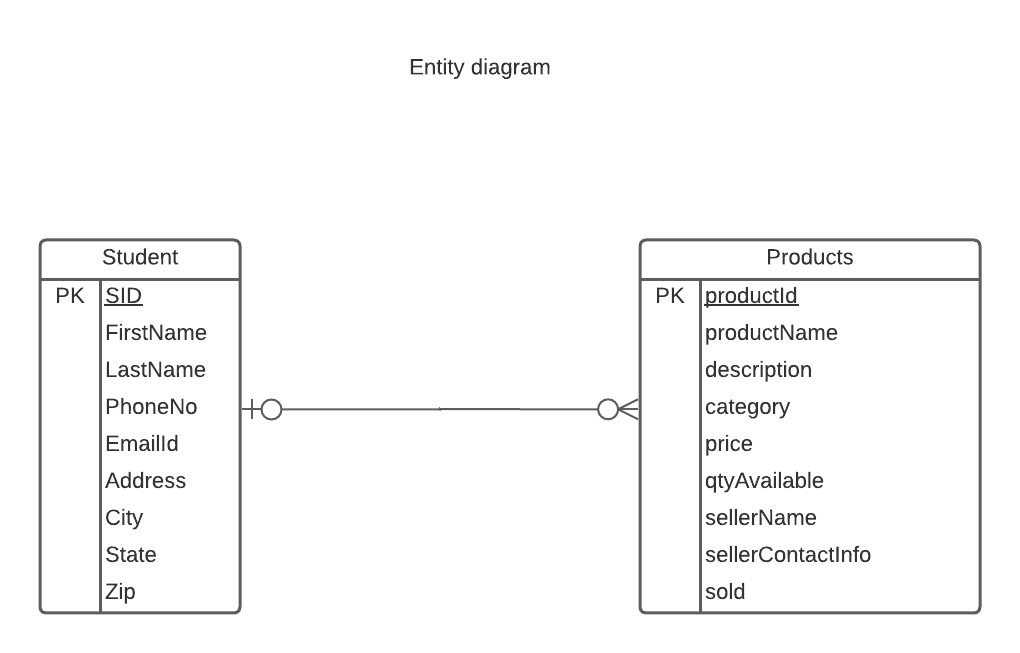 Entity diagram
Student
PK SID
FirstName
LastName
PhoneNo
EmailId
Address
City
State
Zip
Products
PK productId
productName
description
category
price
qtyAvailable
sellerName
sellerContactInfo
sold